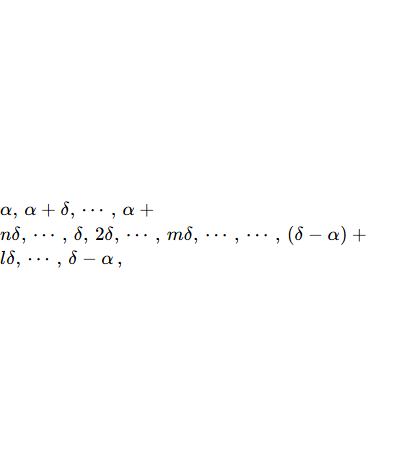 α, α + δ, ⋯ , α +
nδ, ⋯ , δ, 2δ, ⋯ , mδ, ⋯ , ⋯ , (δ − α) +
lδ, ⋯ , δ − α ,